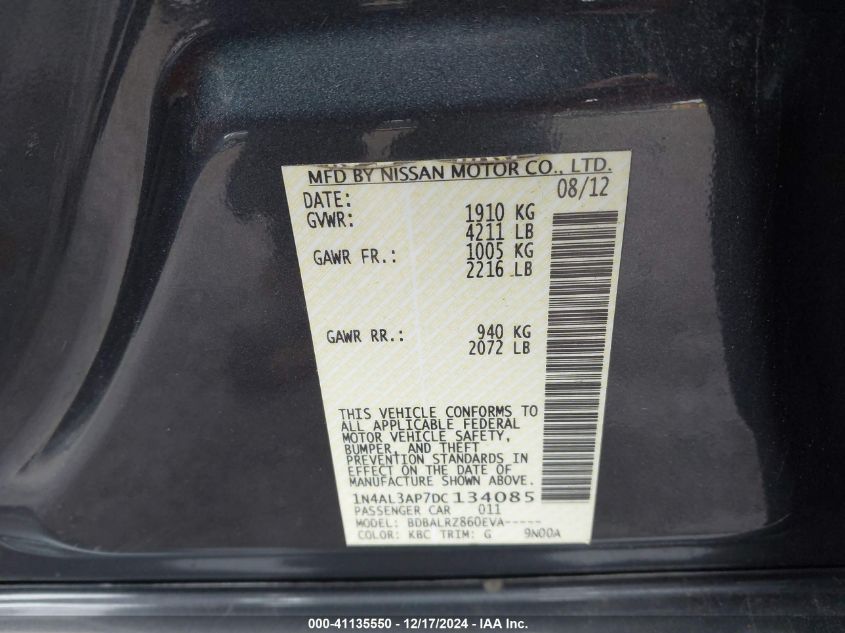 MFD BY NISSAN MOTOR CO., LTD.
DATE: 08/12
GVWR: 1910 KG
4211 LB
GAWR FR.: 1005 KG
2216 LB
GAWR RR.: 940 KG
2072 LB
THIS VEHICLE CONFORMS TO
ALL APPLICABLE FEDERAL
MOTOR VEHICLE SAFETY,
BUMPER, AND THEFT
PREVENTION STANDARDS IN
EFFECT ON THE DATE OF
MANUFACTURE SHOWN ABOVE.
1N4AL3AP7DC134085
PASSENGER CAR 011
MODEL: BDBALRZ860EVA-----
COLOR: KBC TRIM: G 9N00A
000-41135550 - 12/17/2024 - IAA Inc.